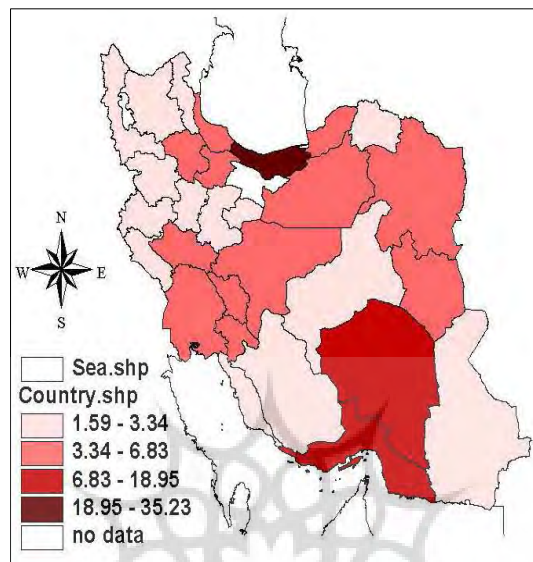 N
W E
S
Sea.shp
Country.shp
1.59 - 3.34
3.34 - 6.83
6.83 - 18.95
18.95 - 35.23
no data